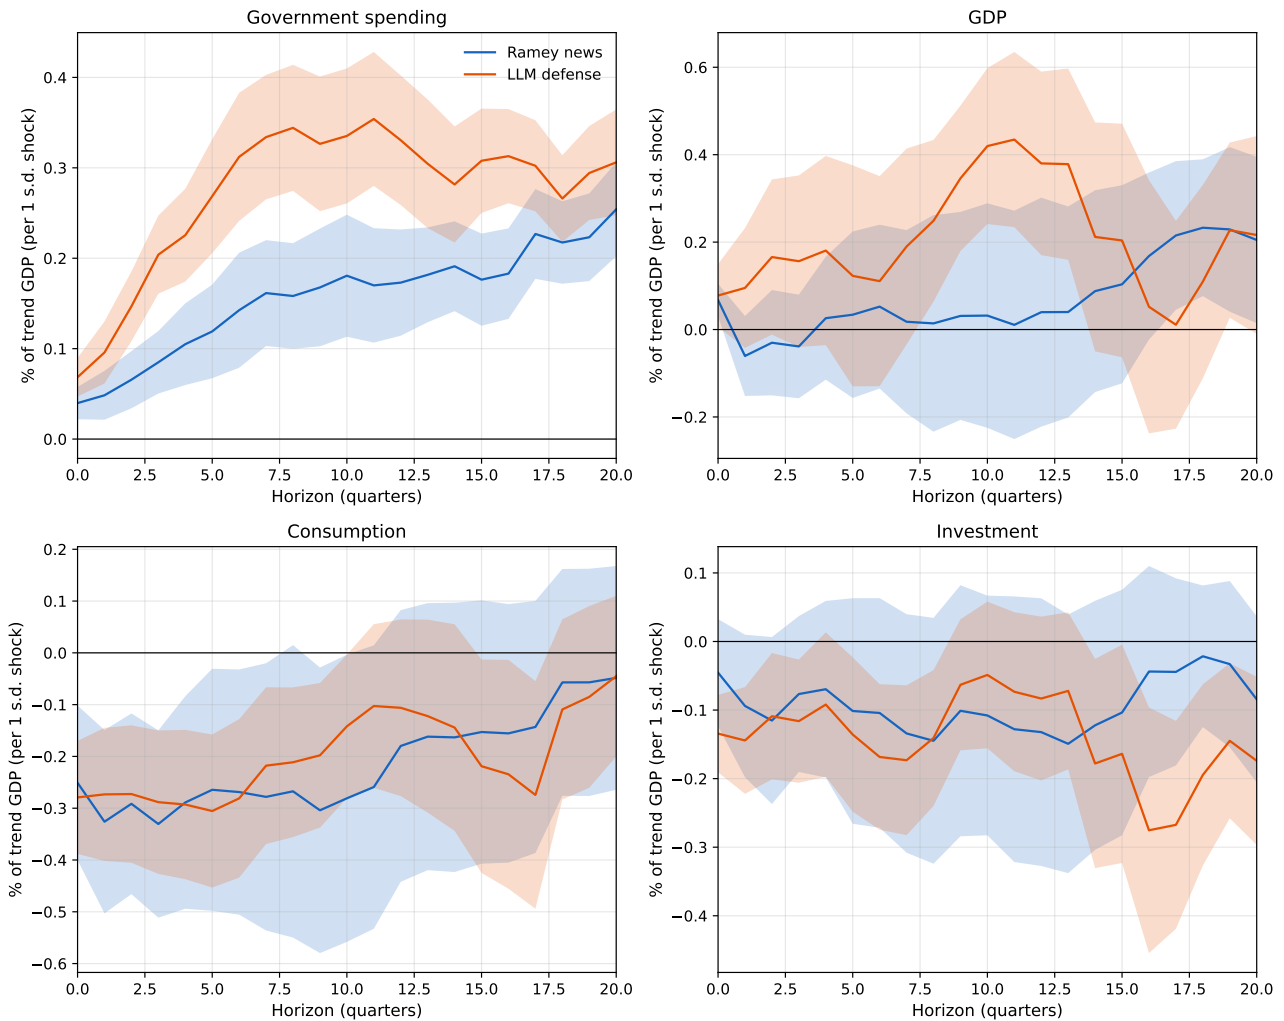 Government spending
% of trend GDP (per 1 s.d. shock)
0.4
0.3
0.2
0.1
0.0
Ramey news
LLM defense
0.0 2.5 5.0 7.5 10.0 12.5 15.0 17.5 20.0
Horizon (quarters)
GDP
% of trend GDP (per 1 s.d. shock)
0.6
0.4
0.2
0.0
−0.2
0.0 2.5 5.0 7.5 10.0 12.5 15.0 17.5 20.0
Horizon (quarters)
Consumption
% of trend GDP (per 1 s.d. shock)
0.2
0.1
0.0
−0.1
−0.2
−0.3
−0.4
−0.5
−0.6
0.0 2.5 5.0 7.5 10.0 12.5 15.0 17.5 20.0
Horizon (quarters)
Investment
% of trend GDP (per 1 s.d. shock)
0.1
0.0
−0.1
−0.2
−0.3
−0.4
0.0 2.5 5.0 7.5 10.0 12.5 15.0 17.5 20.0
Horizon (quarters)